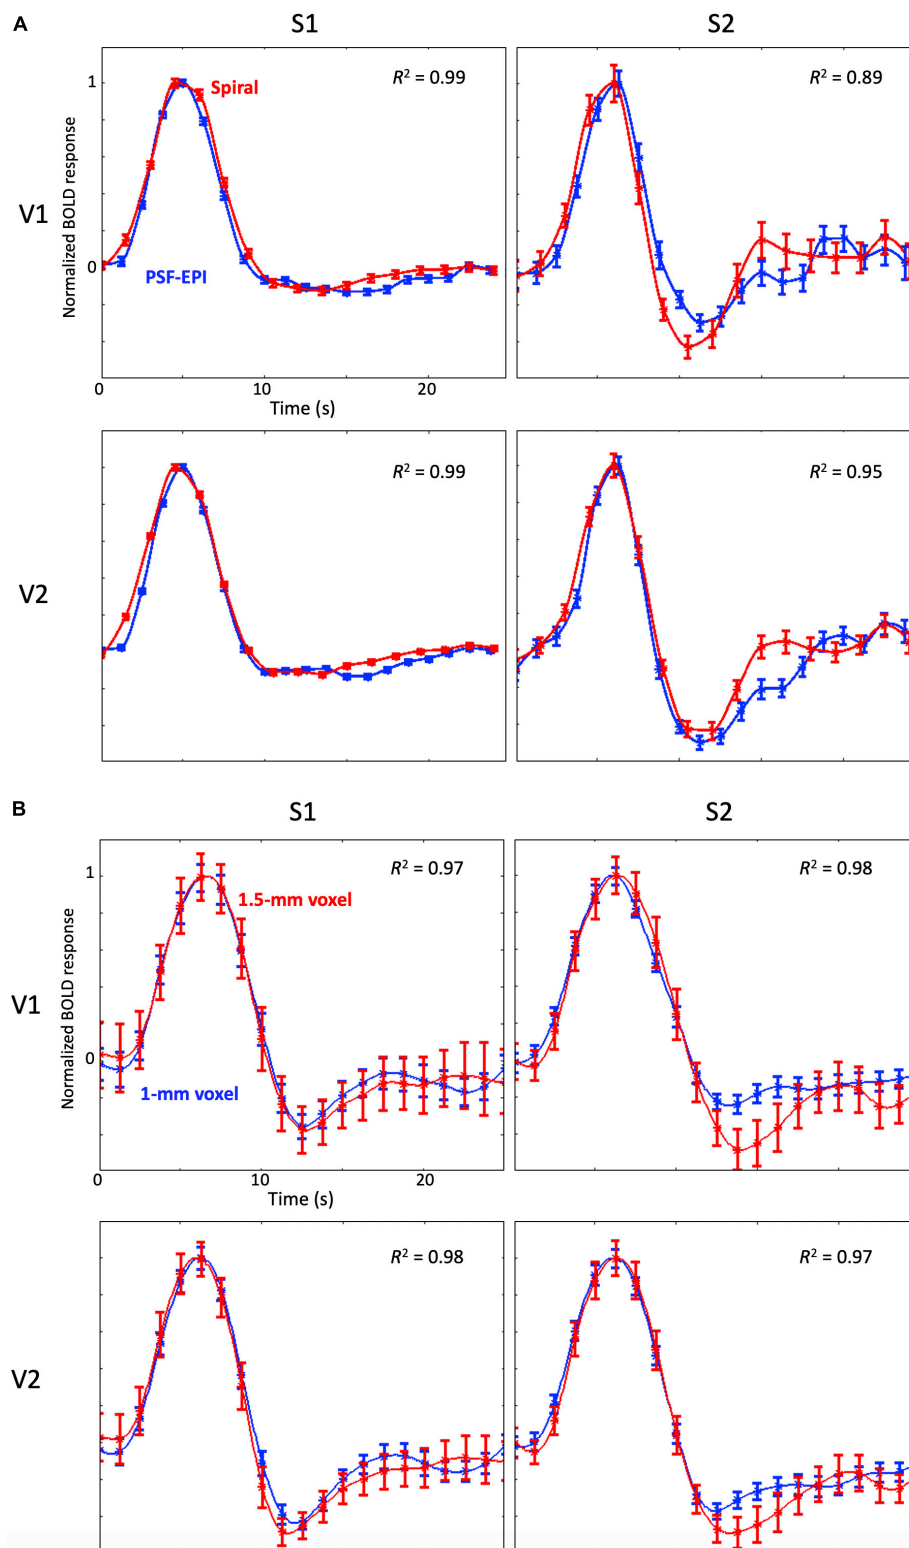 A
S1
S2
V1
Normalized BOLD response
1
0
Spiral
PSF-EPI
R² = 0.99
R² = 0.89
0
10
20
Time (s)
V2
R² = 0.99
R² = 0.95
B
S1
S2
V1
Normalized BOLD response
1
0
1.5-mm voxel
1-mm voxel
R² = 0.97
R² = 0.98
0
10
20
Time (s)
V2
R² = 0.98
R² = 0.97